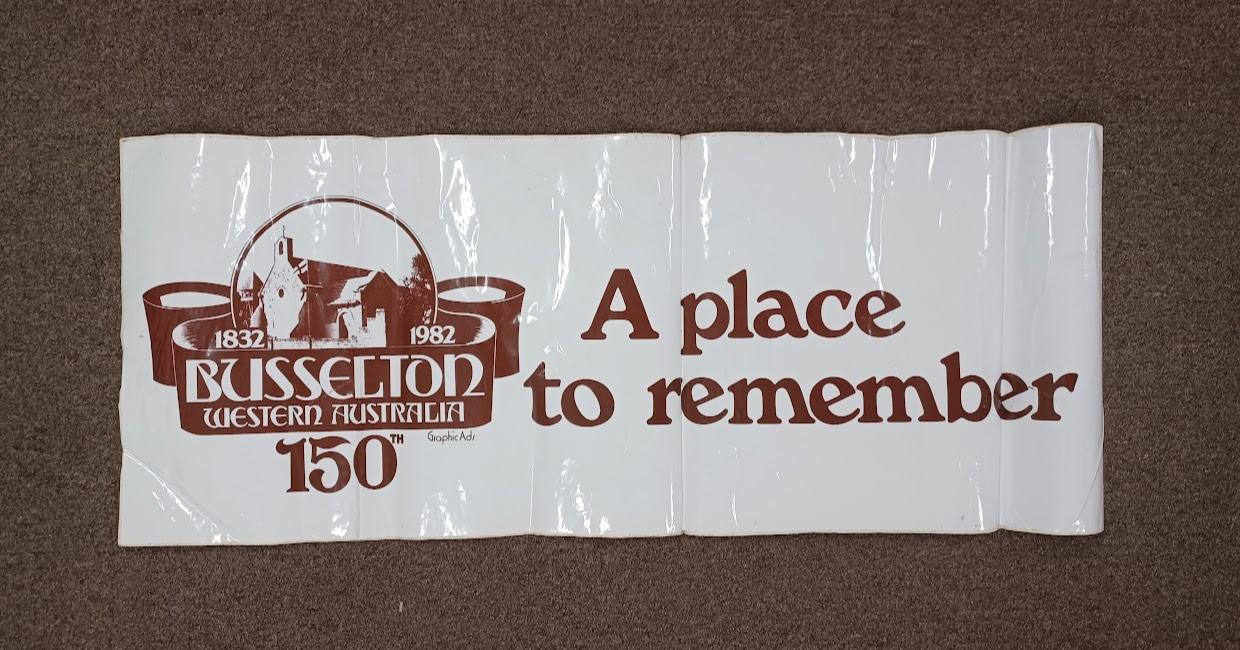 1832 1982
BUSSELTON
WESTERN AUSTRALIA
150TH
Graphic Ads
A place
to remember